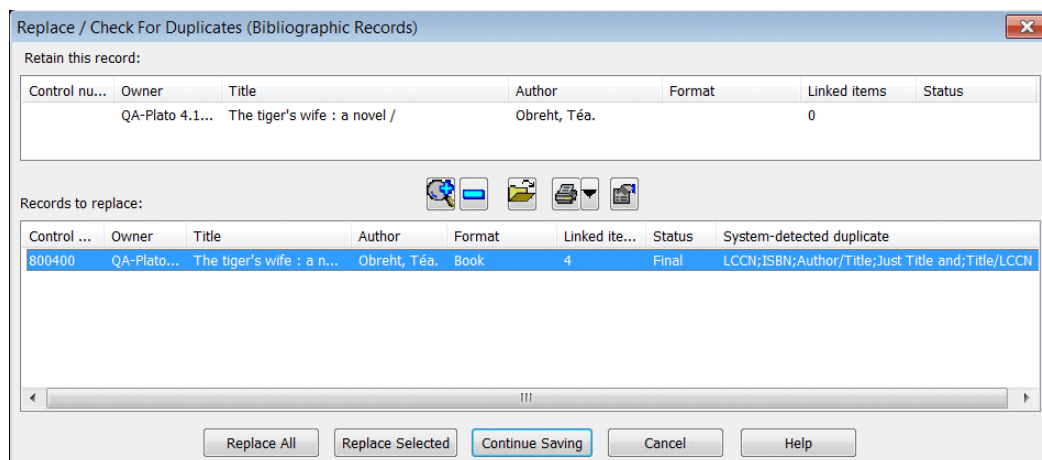 Replace / Check For Duplicates (Bibliographic Records)
Retain this record:
Control nu... Owner Title Author Format Linked items Status
QA-Plato 4.1... The tiger's wife : a novel / Obreht, Téa. 0
Records to replace:
Control ... Owner Title Author Format Linked ite... Status System-detected duplicate
800400 QA-Plato... The tiger's wife : a n... Obreht, Téa. Book 4 Final LCCN;ISBN;Author/Title;Just Title and;Title/LCCN
Replace All Replace Selected Continue Saving Cancel Help